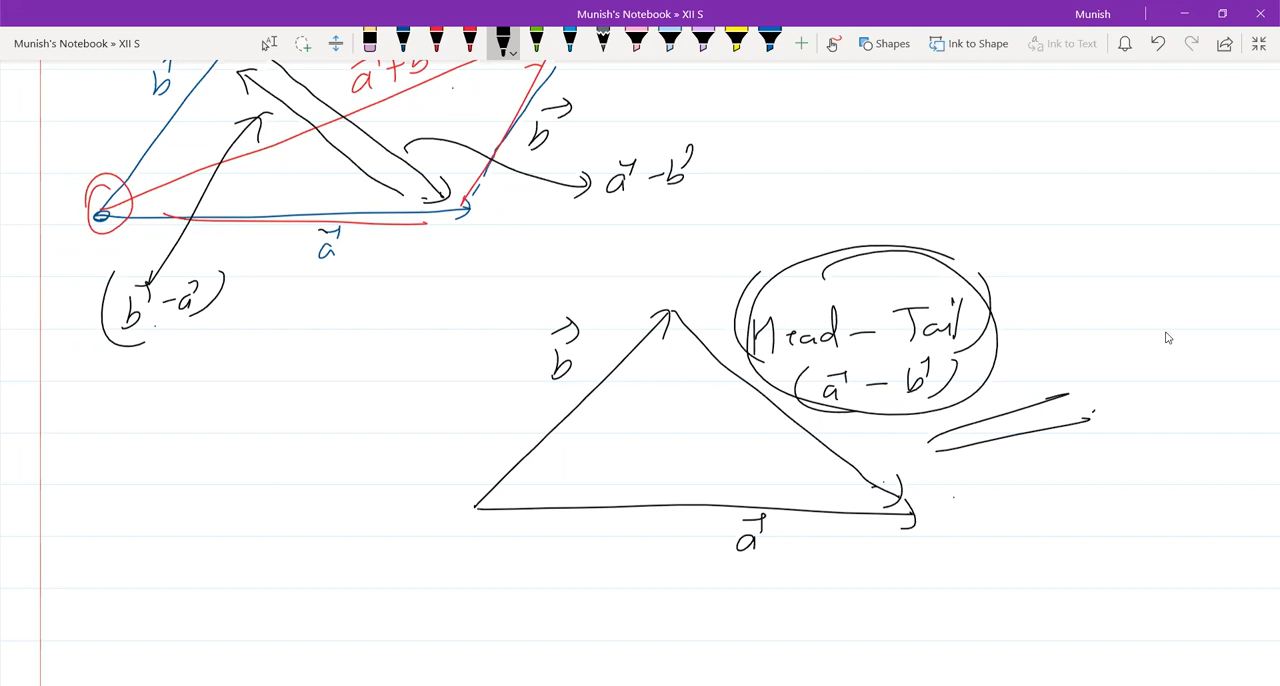 Munish's Notebook » XII S
Munish
Munish's Notebook » XII S
Shapes
Ink to Shape
Ink to Text
b⃗
a⃗ + b
b⃗
a⃗ - b⃗
a⃗
(b⃗ - a⃗)
b⃗
Head - Tail
(a⃗ - b⃗)
a⃗